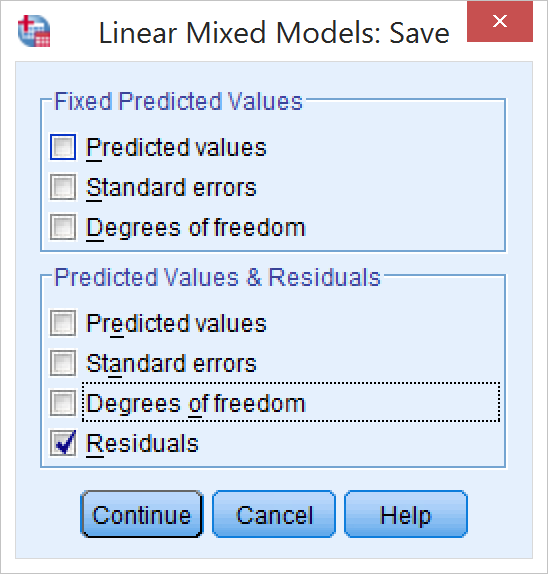 Linear Mixed Models: Save
Fixed Predicted Values
Predicted values
Standard errors
Degrees of freedom
Predicted Values & Residuals
Predicted values
Standard errors
Degrees of freedom
Residuals
Continue Cancel Help